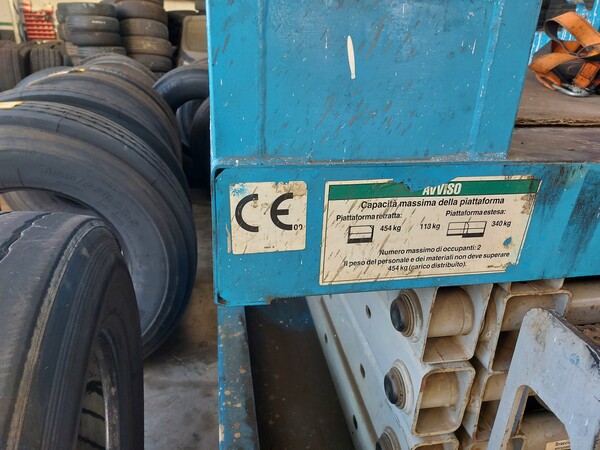 CE
AVVISO
Capacità massima della piattaforma
Piattaforma retratta: Piattaforma estesa:
454 kg 113 kg 340 kg
Numero massimo di occupanti: 2
Il peso del personale e dei materiali non deve superare
454 kg (carico distribuito).